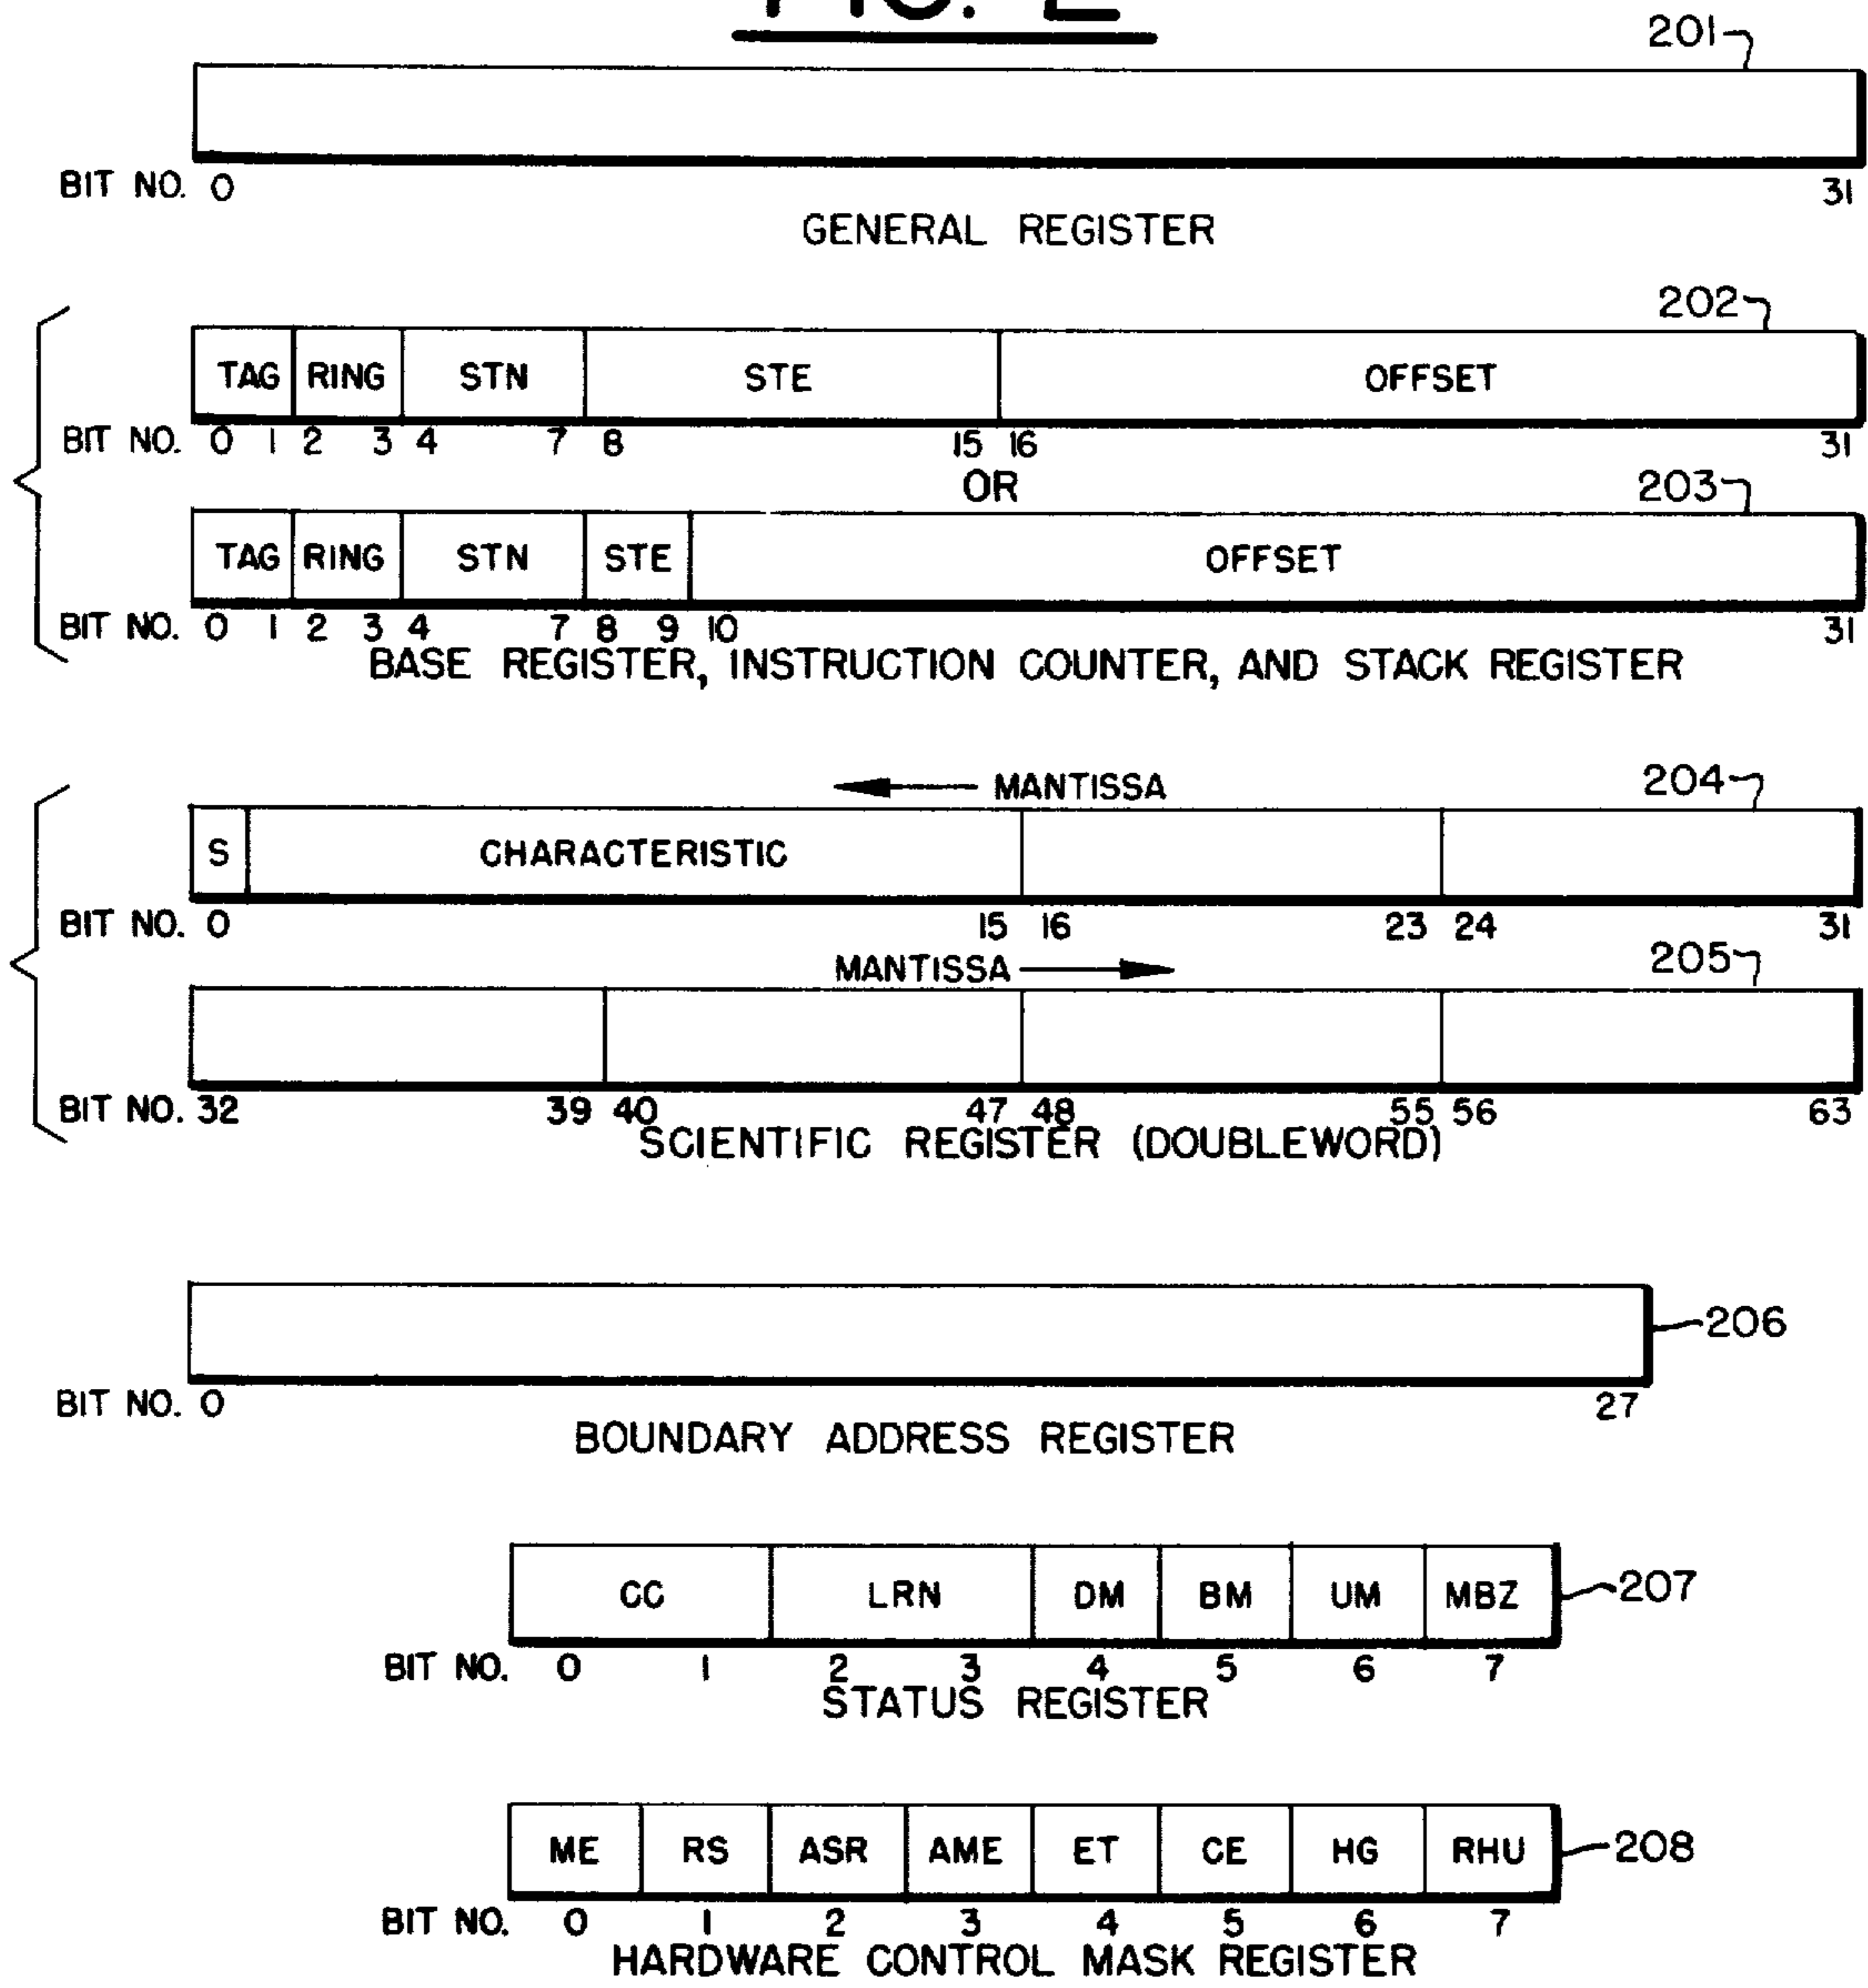 FIG. 2
201
BIT NO. 0 31
GENERAL REGISTER
202
TAG RING STN STE OFFSET
BIT NO. 0 1 2 3 4 7 8 15 16 31
OR
203
TAG RING STN STE OFFSET
BIT NO. 0 1 2 3 4 7 8 9 10 31
BASE REGISTER, INSTRUCTION COUNTER, AND STACK REGISTER
MANTISSA
204
S CHARACTERISTIC
BIT NO. 0 15 16 23 24 31
MANTISSA
205
BIT NO. 32 39 40 47 48 55 56 63
SCIENTIFIC REGISTER (DOUBLEWORD)
206
BIT NO. 0 27
BOUNDARY ADDRESS REGISTER
CC LRN DM BM UM MBZ 207
BIT NO. 0 1 2 3 4 5 6 7
STATUS REGISTER
ME RS ASR AME ET CE HG RHU 208
BIT NO. 0 1 2 3 4 5 6 7
HARDWARE CONTROL MASK REGISTER